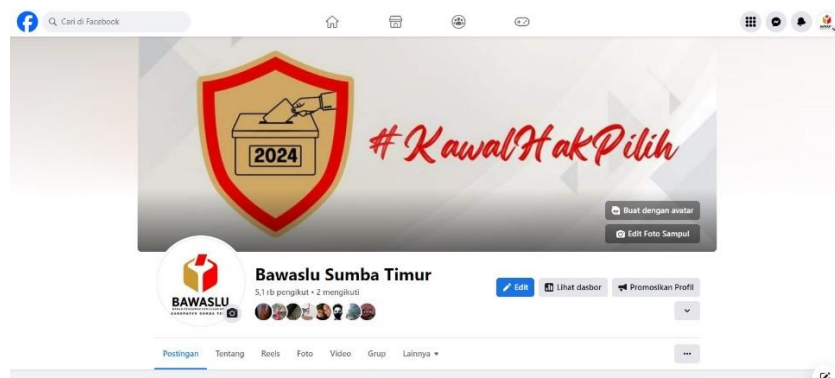 Cari di Facebook
2024
#KawalHakPilih
Buat dengan avatar
Edit Foto Sampul
BAWASLU
Bawaslu Sumba Timur
5,1 rb pengikut • 2 mengikuti
Edit
Lihat dasbor
Promosikan Profil
Postingan Tentang Reels Foto Video Grup Lainnya